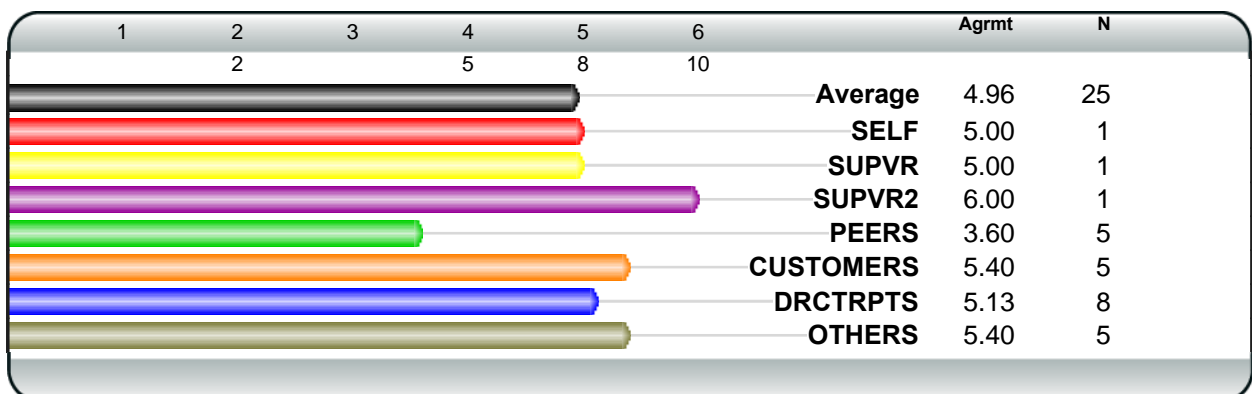 1 2 3 4 5 6 Agrmt N
2 5 8 10
Average 4.96 25
SELF 5.00 1
SUPVR 5.00 1
SUPVR2 6.00 1
PEERS 3.60 5
CUSTOMERS 5.40 5
DRCTRPTS 5.13 8
OTHERS 5.40 5